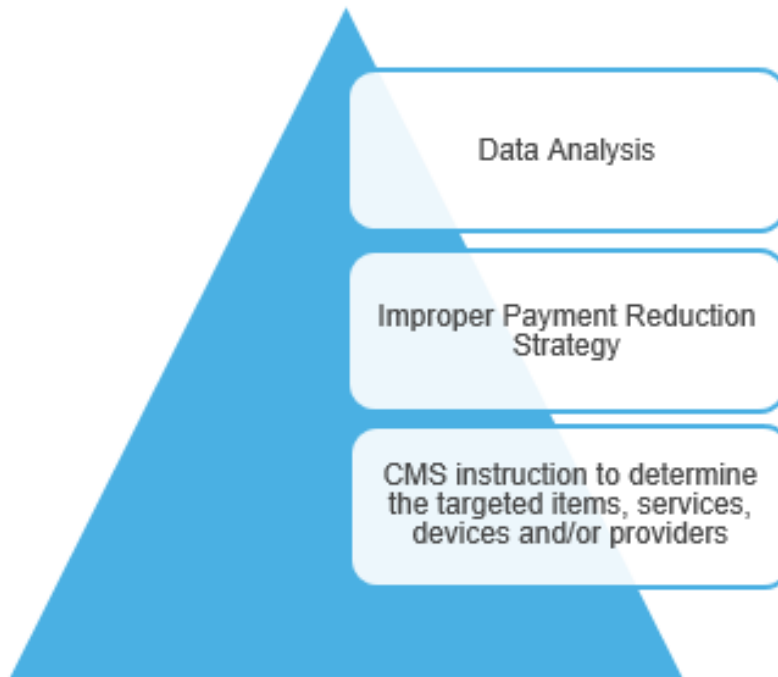 Data Analysis
Improper Payment Reduction
Strategy
CMS instruction to determine
the targeted items, services,
devices and/or providers